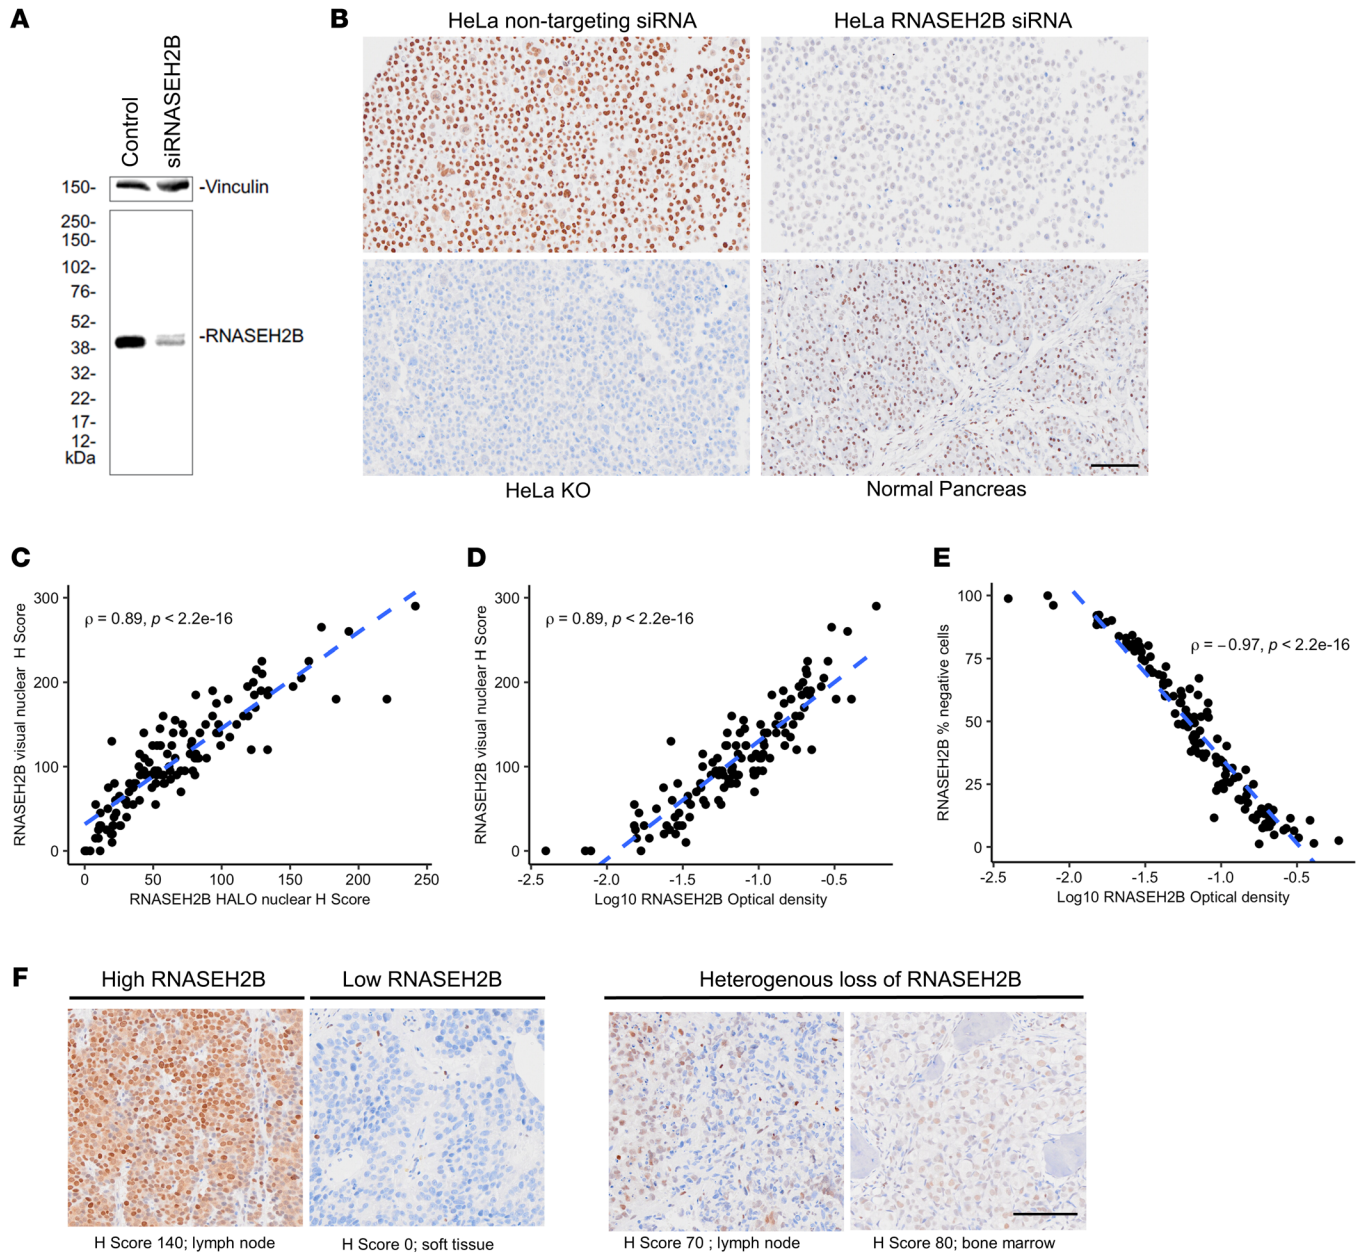 A
Control
siRNASEH2B
150-
-Vinculin
250-
150-
102-
76-
52-
-RNASEH2B
38-
32-
22-
17-
12-
kDa
B
HeLa non-targeting siRNA
HeLa RNASEH2B siRNA
HeLa KO
Normal Pancreas
C
RNASEH2B visual nuclear H Score
300
200
100
0
ρ = 0.89, p < 2.2e-16
0 50 100 150 200 250
RNASEH2B HALO nuclear H Score
D
RNASEH2B visual nuclear H Score
300
200
100
0
ρ = 0.89, p < 2.2e-16
-2.5 -2.0 -1.5 -1.0 -0.5
Log10 RNASEH2B Optical density
E
RNASEH2B % negative cells
100
75
50
25
0
ρ = −0.97, p < 2.2e-16
-2.5 -2.0 -1.5 -1.0 -0.5
Log10 RNASEH2B Optical density
F
High RNASEH2B
Low RNASEH2B
Heterogenous loss of RNASEH2B
H Score 140; lymph node
H Score 0; soft tissue
H Score 70 ; lymph node
H Score 80; bone marrow